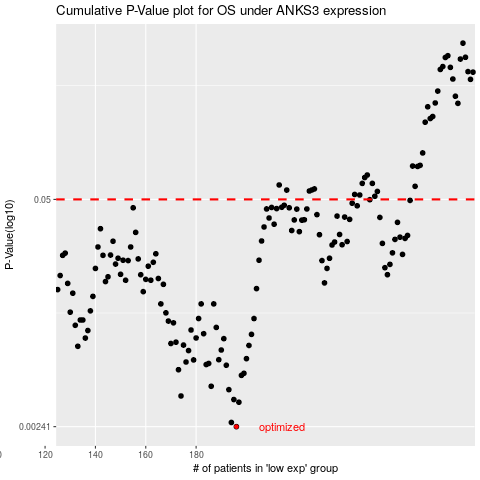 Cumulative P-Value plot for OS under ANKS3 expression
P-Value(log10)
0.05
0.00241
optimized
0
120
140
160
180
# of patients in 'low exp' group